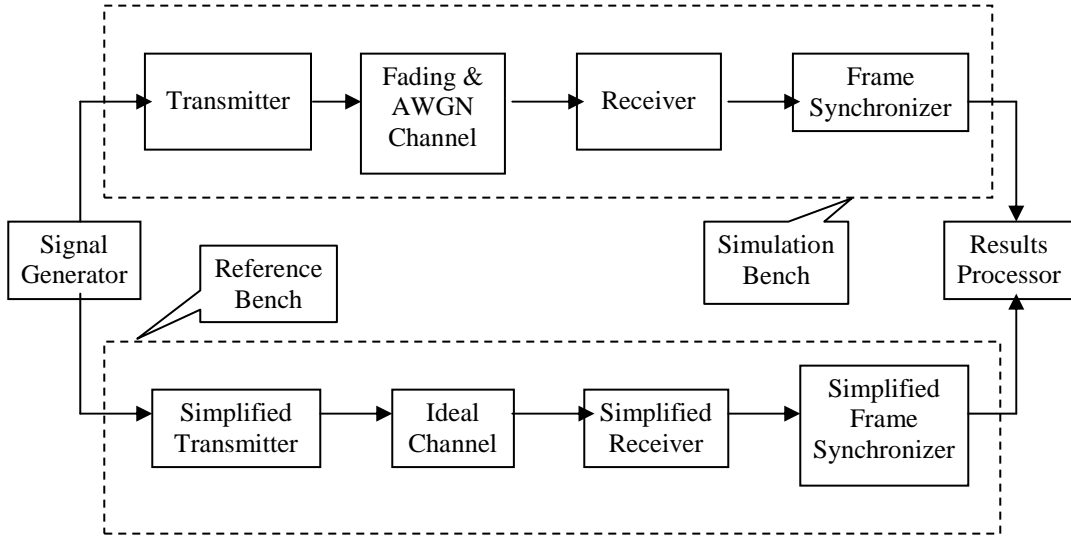 Transmitter
Fading &
AWGN
Channel
Receiver
Frame
Synchronizer
Signal
Generator
Reference
Bench
Simulation
Bench
Results
Processor
Simplified
Transmitter
Ideal
Channel
Simplified
Receiver
Simplified
Frame
Synchronizer